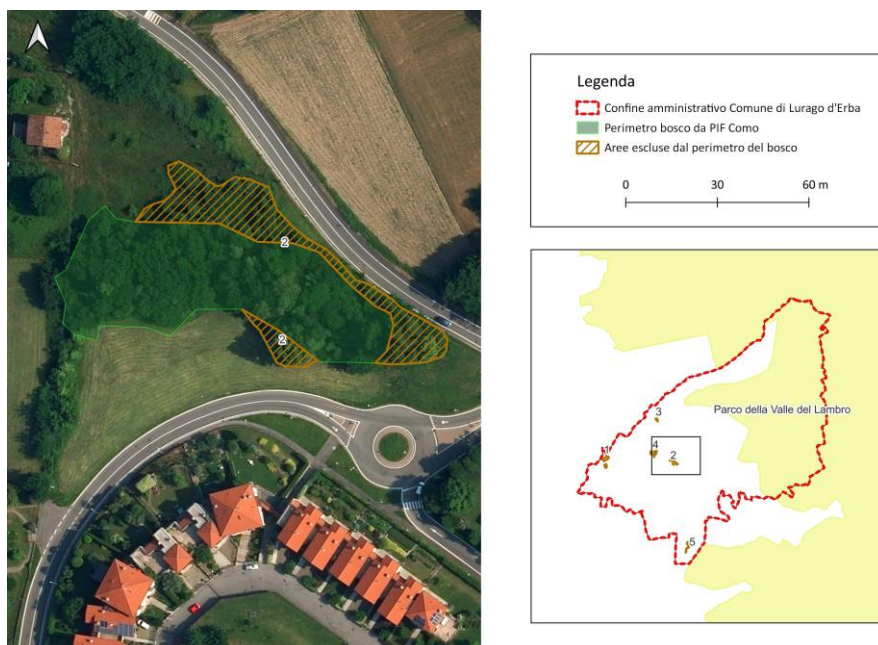 2
2
Legenda
Confine amministrativo Comune di Lurago d'Erba
Perimetro bosco da PIF Como
Aree escluse dal perimetro del bosco
0 30 60 m
Parco della Valle del Lambro
3
4
1
2
5